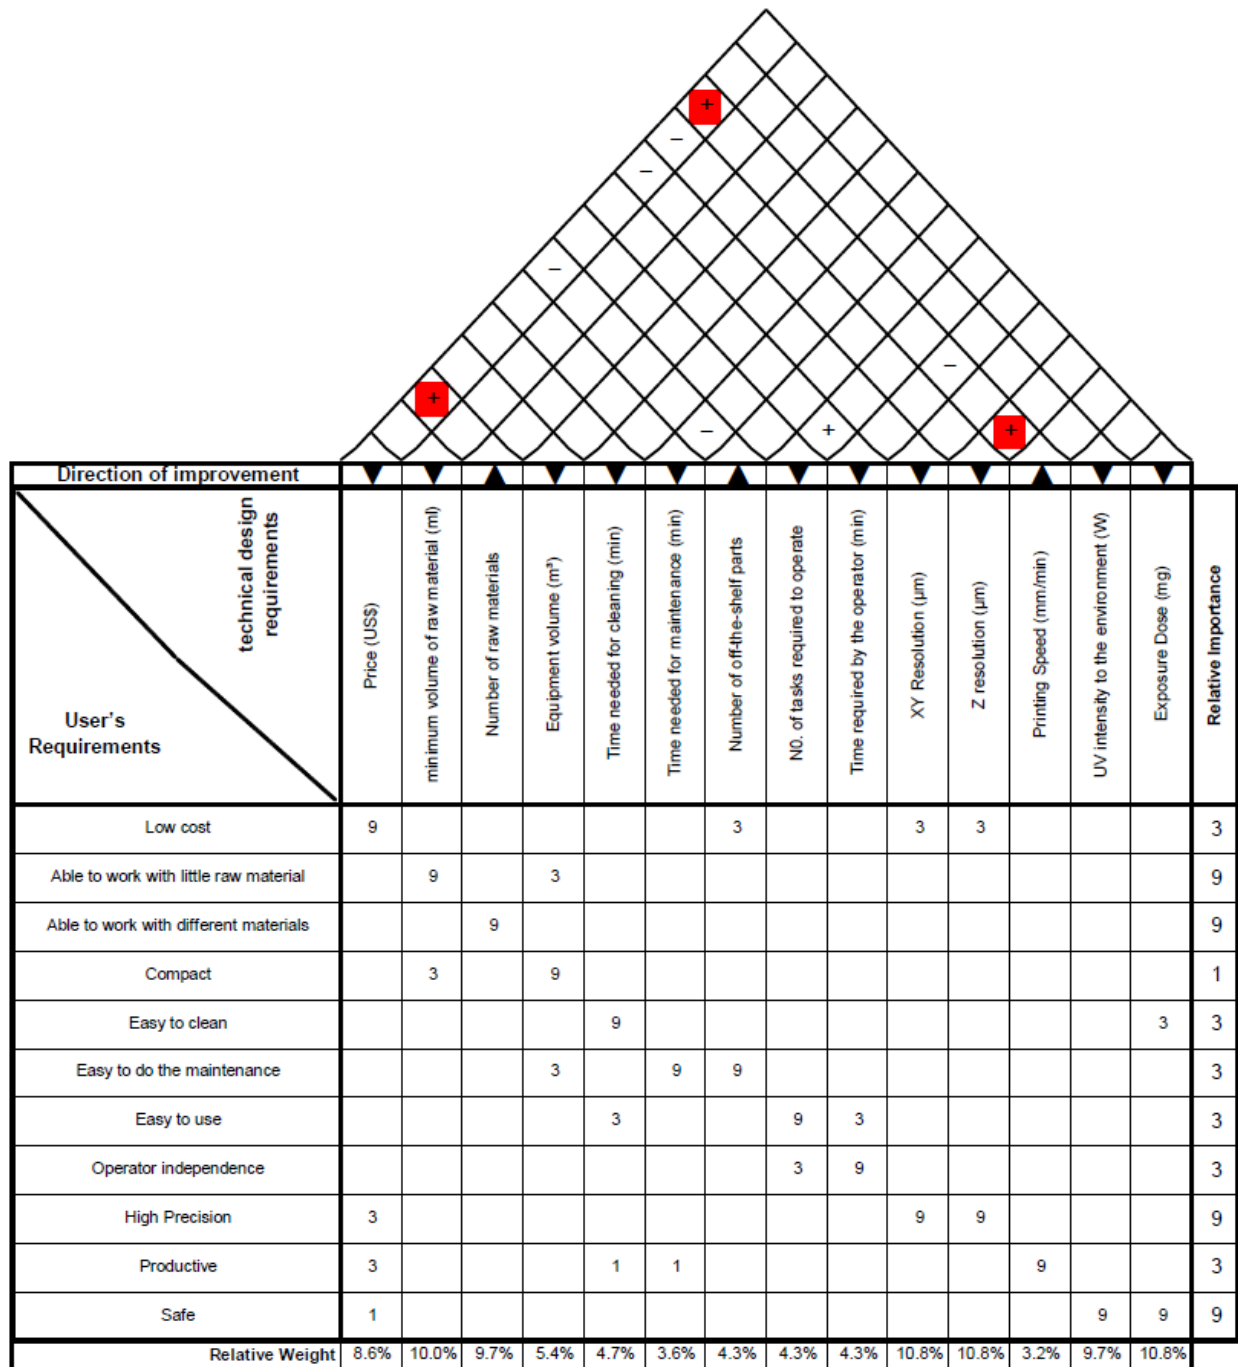 +
−
−
−
−
+
− + +
Direction of improvement ▼ ▼ ▲ ▼ ▼ ▼ ▲ ▼ ▼ ▼ ▼ ▲ ▼ ▼
technical design
requirements
User's
Requirements
Price (US$)
minimum volume of raw material (ml)
Number of raw materials
Equipment volume (m³)
Time needed for cleaning (min)
Time needed for maintenance (min)
Number of off-the-shelf parts
N0. of tasks required to operate
Time required by the operator (min)
XY Resolution (µm)
Z resolution (µm)
Printing Speed (mm/min)
UV intensity to the environment (W)
Exposure Dose (mg)
Relative Importance
Low cost 9 3 3 3 3
Able to work with little raw material 9 3 9
Able to work with different materials 9 9
Compact 3 9 1
Easy to clean 9 3 3
Easy to do the maintenance 3 9 9 3
Easy to use 3 9 3 3
Operator independence 3 9 3
High Precision 3 9 9 9
Productive 3 1 1 9 3
Safe 1 9 9 9
Relative Weight 8.6% 10.0% 9.7% 5.4% 4.7% 3.6% 4.3% 4.3% 4.3% 10.8% 10.8% 3.2% 9.7% 10.8%